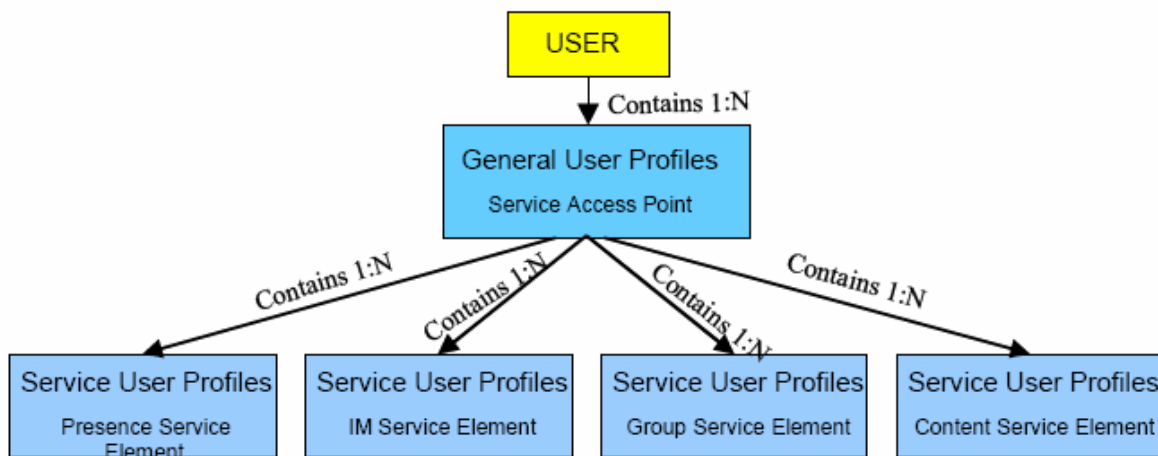 USER
Contains 1:N
General User Profiles
Service Access Point
Contains 1:N
Contains 1:N
Contains 1:N
Contains 1:N
Service User Profiles
Presence Service
Element
Service User Profiles
IM Service Element
Service User Profiles
Group Service Element
Service User Profiles
Content Service Element